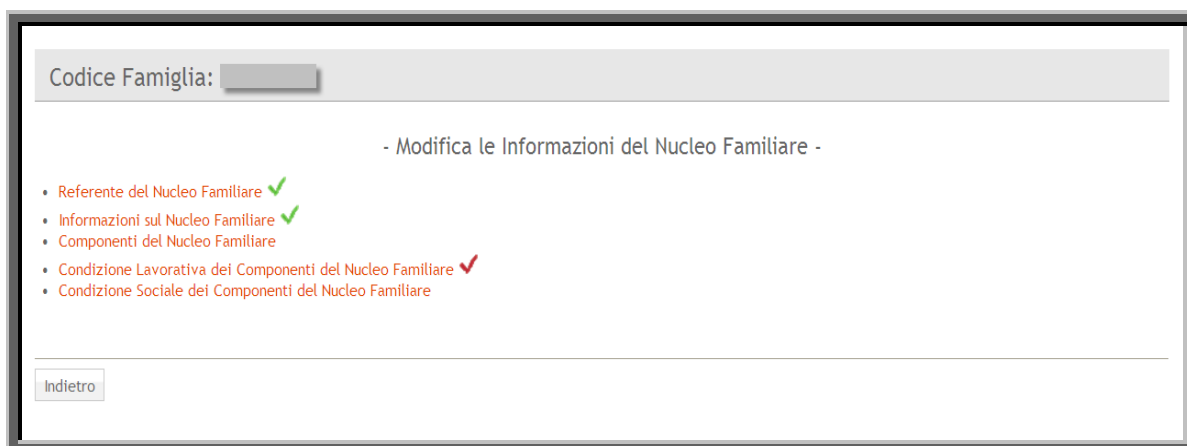 Codice Famiglia:
- Modifica le Informazioni del Nucleo Familiare -
• Referente del Nucleo Familiare
• Informazioni sul Nucleo Familiare
• Componenti del Nucleo Familiare
• Condizione Lavorativa dei Componenti del Nucleo Familiare
• Condizione Sociale dei Componenti del Nucleo Familiare
Indietro